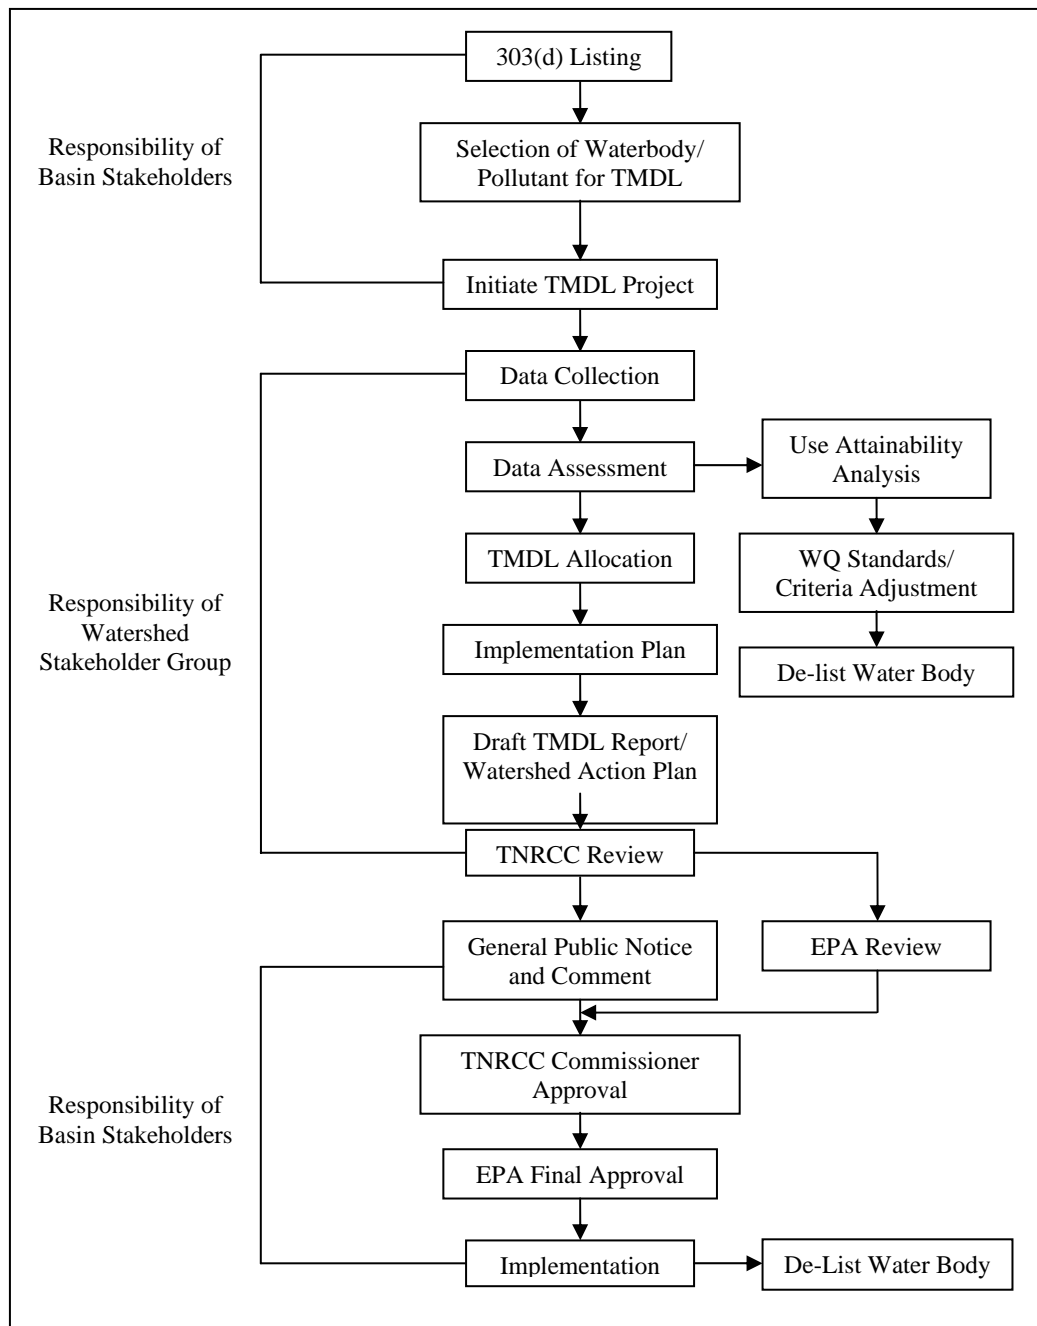 303(d) Listing
Responsibility of
Basin Stakeholders
Selection of Waterbody/
Pollutant for TMDL
Initiate TMDL Project
Data Collection
Data Assessment
Use Attainability
Analysis
TMDL Allocation
WQ Standards/
Criteria Adjustment
Responsibility of
Watershed
Stakeholder Group
Implementation Plan
De-list Water Body
Draft TMDL Report/
Watershed Action Plan
TNRCC Review
General Public Notice
and Comment
EPA Review
TNRCC Commissioner
Approval
Responsibility of
Basin Stakeholders
EPA Final Approval
Implementation
De-List Water Body